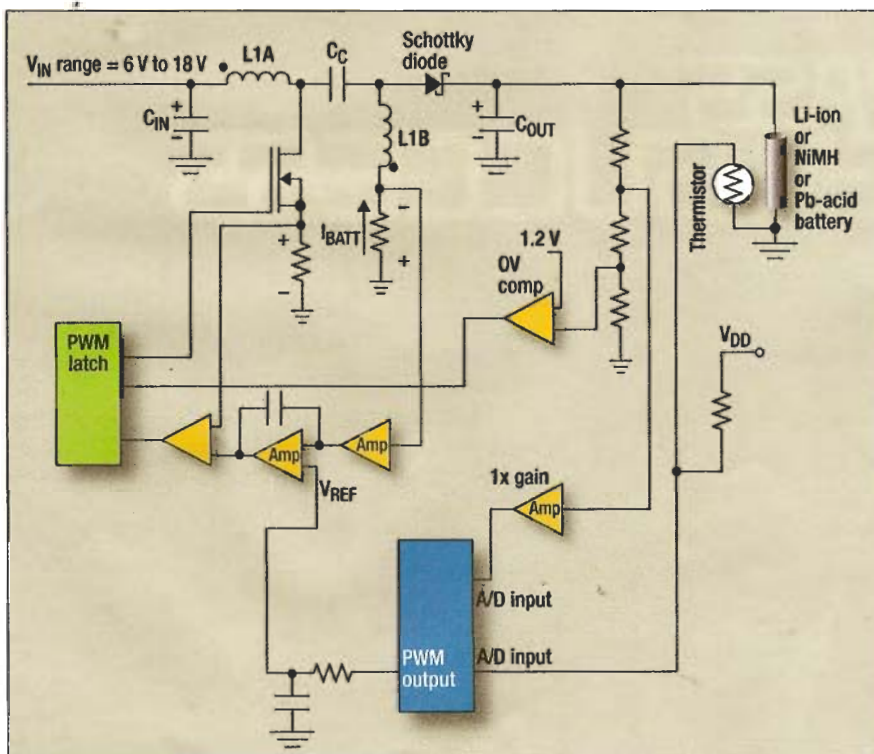 V_IN range = 6 V to 18 V
L1A
C_C
Schottky
diode
C_IN
+
−
L1B
+
−
C_OUT
Li-ion
or
NiMH
or
Pb-acid
battery
Thermistor
I_BATT
−
+
+
−
1.2 V
OV
comp
PWM
latch
V_DD
Amp
Amp
V_REF
1x gain
Amp
A/D input
PWM
output
A/D input